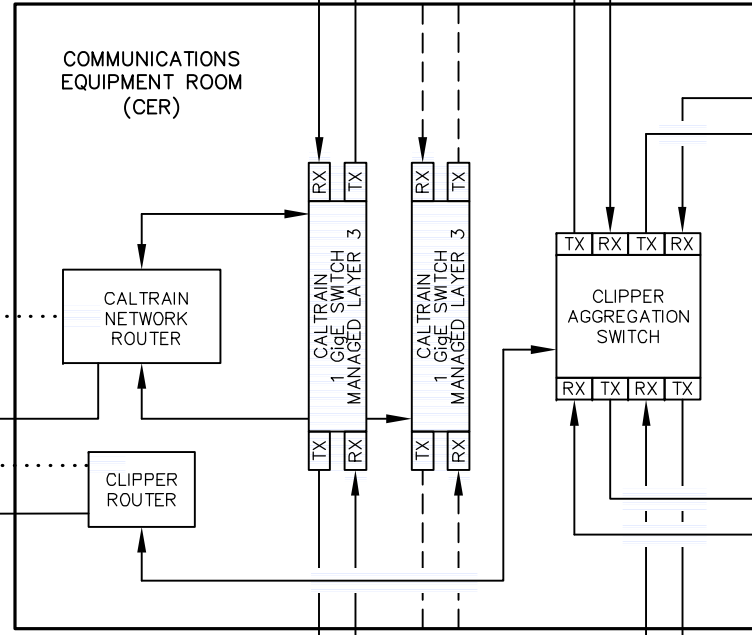 COMMUNICATIONS
EQUIPMENT ROOM
(CER)
RX
TX
RX
TX
CALTRAIN
1 GigE SWITCH
MANAGED LAYER 3
TX
RX
CALTRAIN
1 GigE SWITCH
MANAGED LAYER 3
TX
RX
TX
RX
TX
RX
CLIPPER
AGGREGATION
SWITCH
RX
TX
RX
TX
CALTRAIN
NETWORK
ROUTER
CLIPPER
ROUTER